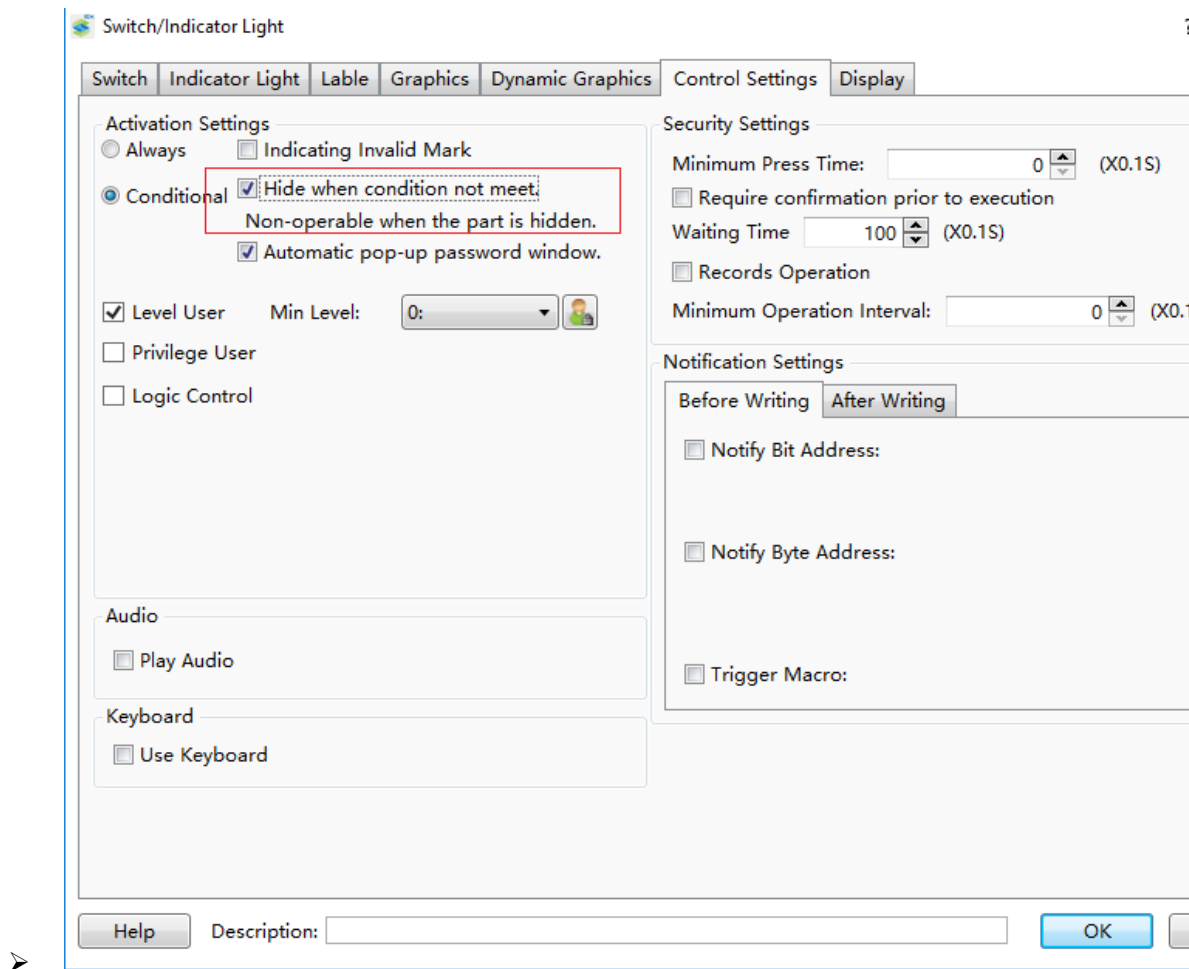 Switch/Indicator Light
?
Switch Indicator Light Lable Graphics Dynamic Graphics Control Settings Display
Activation Settings
Always Indicating Invalid Mark
Conditional Hide when condition not meet.
Non-operable when the part is hidden.
Automatic pop-up password window.
Level User Min Level: 0:
Privilege User
Logic Control
Audio
Play Audio
Keyboard
Use Keyboard
Security Settings
Minimum Press Time: 0 (X0.1S)
Require confirmation prior to execution
Waiting Time 100 (X0.1S)
Records Operation
Minimum Operation Interval: 0 (X0.1
Notification Settings
Before Writing After Writing
Notify Bit Address:
Notify Byte Address:
Trigger Macro:
Help Description: OK